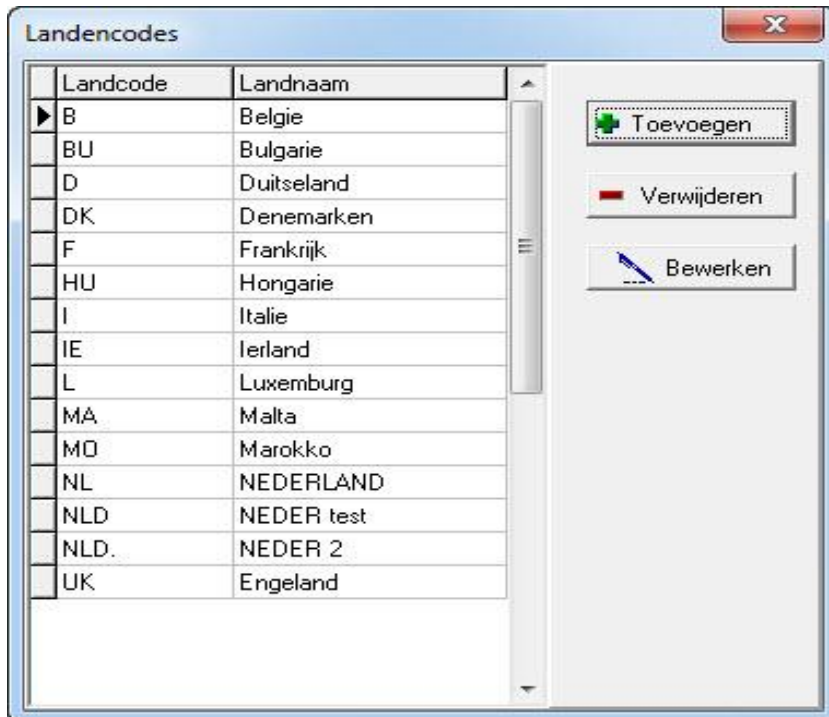 Landencodes
Landcode Landnaam
B Belgie
BU Bulgarie
D Duitseland
DK Denemarken
F Frankrijk
HU Hongarie
I Italie
IE Ierland
L Luxemburg
MA Malta
MO Marokko
NL NEDERLAND
NLD NEDER test
NLD. NEDER 2
UK Engeland
Toevoegen
Verwijderen
Bewerken